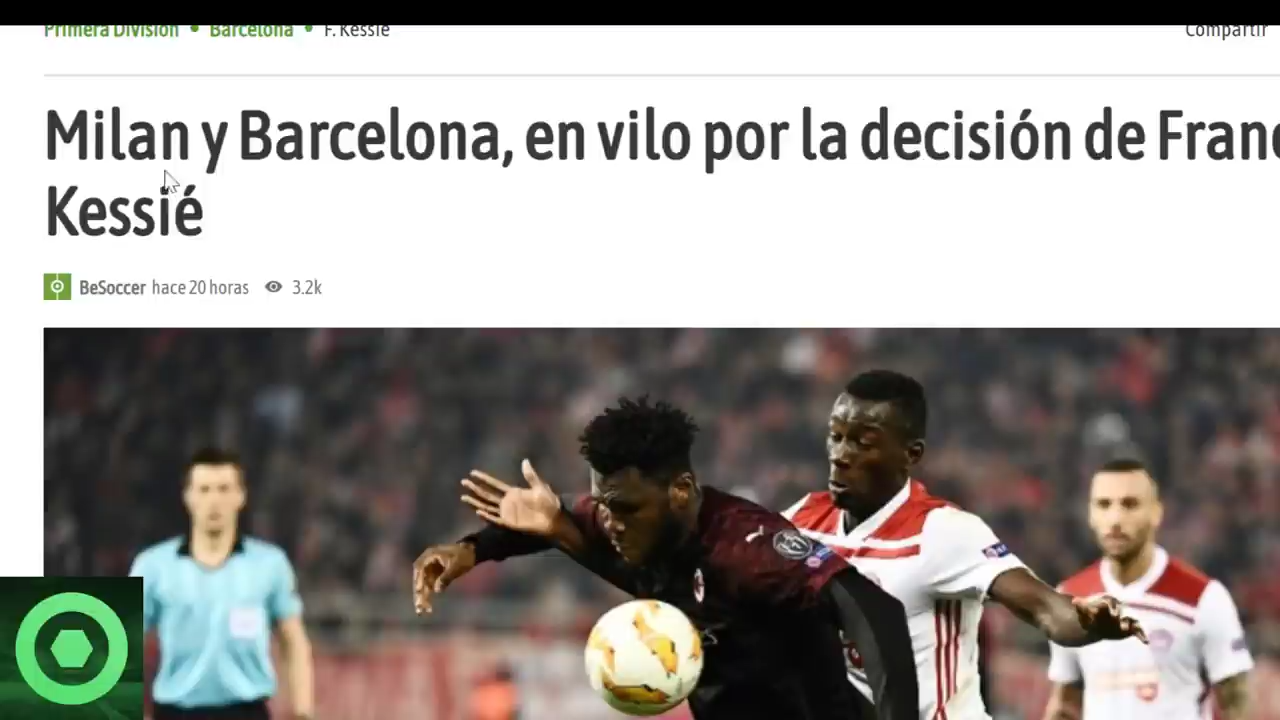 Primera División • Barcelona • F. Kessié
Compartir
Milan y Barcelona, en vilo por la decisión de Fran
Kessié
BeSoccer hace 20 horas 3.2k